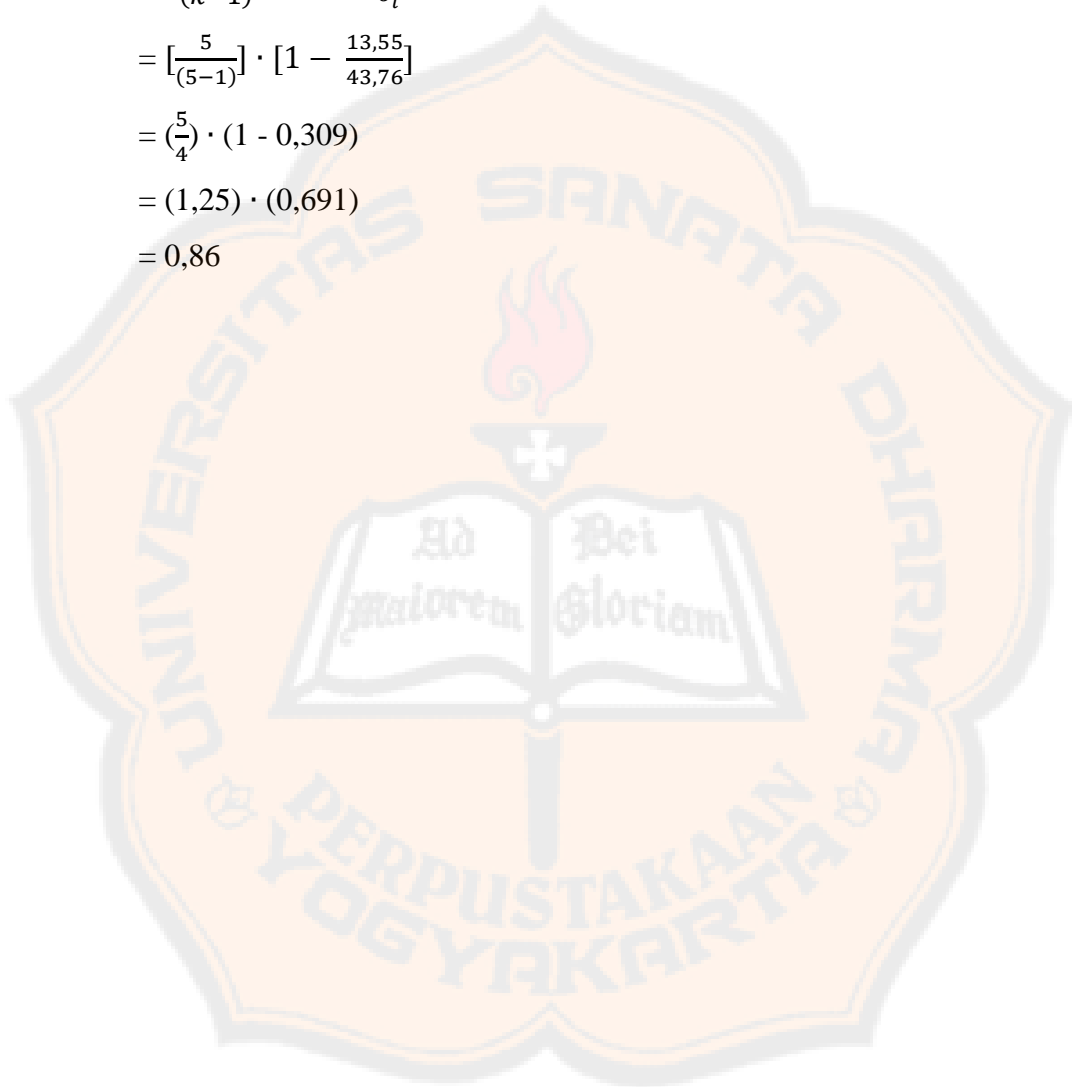 (k−1)
= [5/(5−1)] · [1 − 13,55/43,76]
= (5/4) · (1 - 0,309)
= (1,25) · (0,691)
= 0,86
UNIVERSITAS SANATA DHARMA
Ad Dei
Maiorem Gloriam
PERPUSTAKAAN
YOGYAKARTA